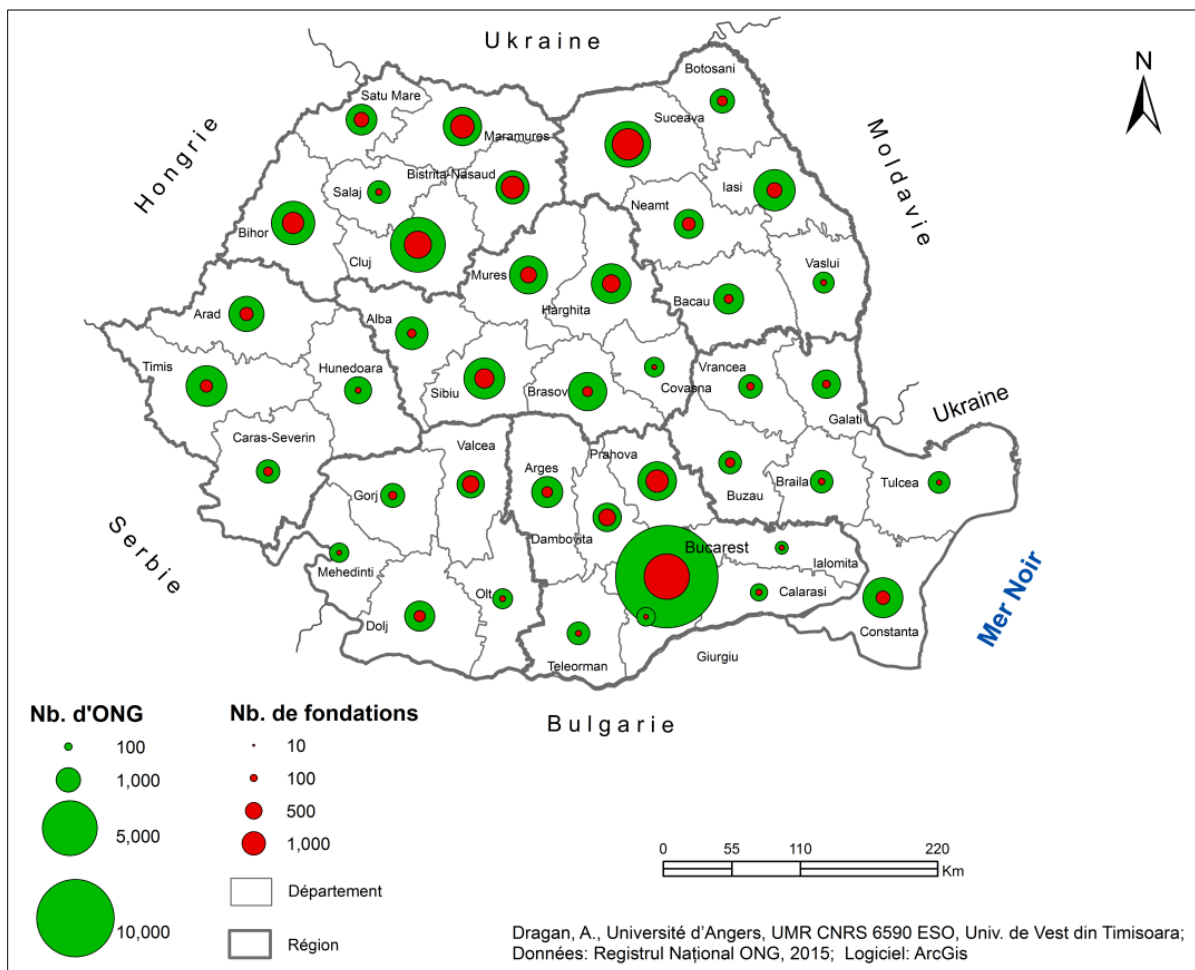 Ukraine
N
Botosani
Satu Mare
Suceava
Maramures
Hongrie
Moldavie
Bistrita-Nasaud
Salaj
Iasi
Neamt
Bihor
Cluj
Vaslui
Mures
Bacau
Harghita
Arad
Alba
Timis
Hunedoara
Vrancea
Covasna
Sibiu
Brasov
Ukraine
Galati
Caras-Severin
Valcea
Prahova
Arges
Gorj
Braila
Tulcea
Buzau
Serbie
Dambovita
Bucarest
Ialomita
Mehedinti
Calarasi
Olt
Mer Noir
Dolj
Constanta
Giurgiu
Teleorman
Bulgarie
Nb. d'ONG
100
1,000
5,000
10,000
Nb. de fondations
10
100
500
1,000
Département
Région
0 55 110 220
Km
Dragan, A., Université d'Angers, UMR CNRS 6590 ESO, Univ. de Vest din Timisoara;
Données: Registrul Național ONG, 2015; Logiciel: ArcGis